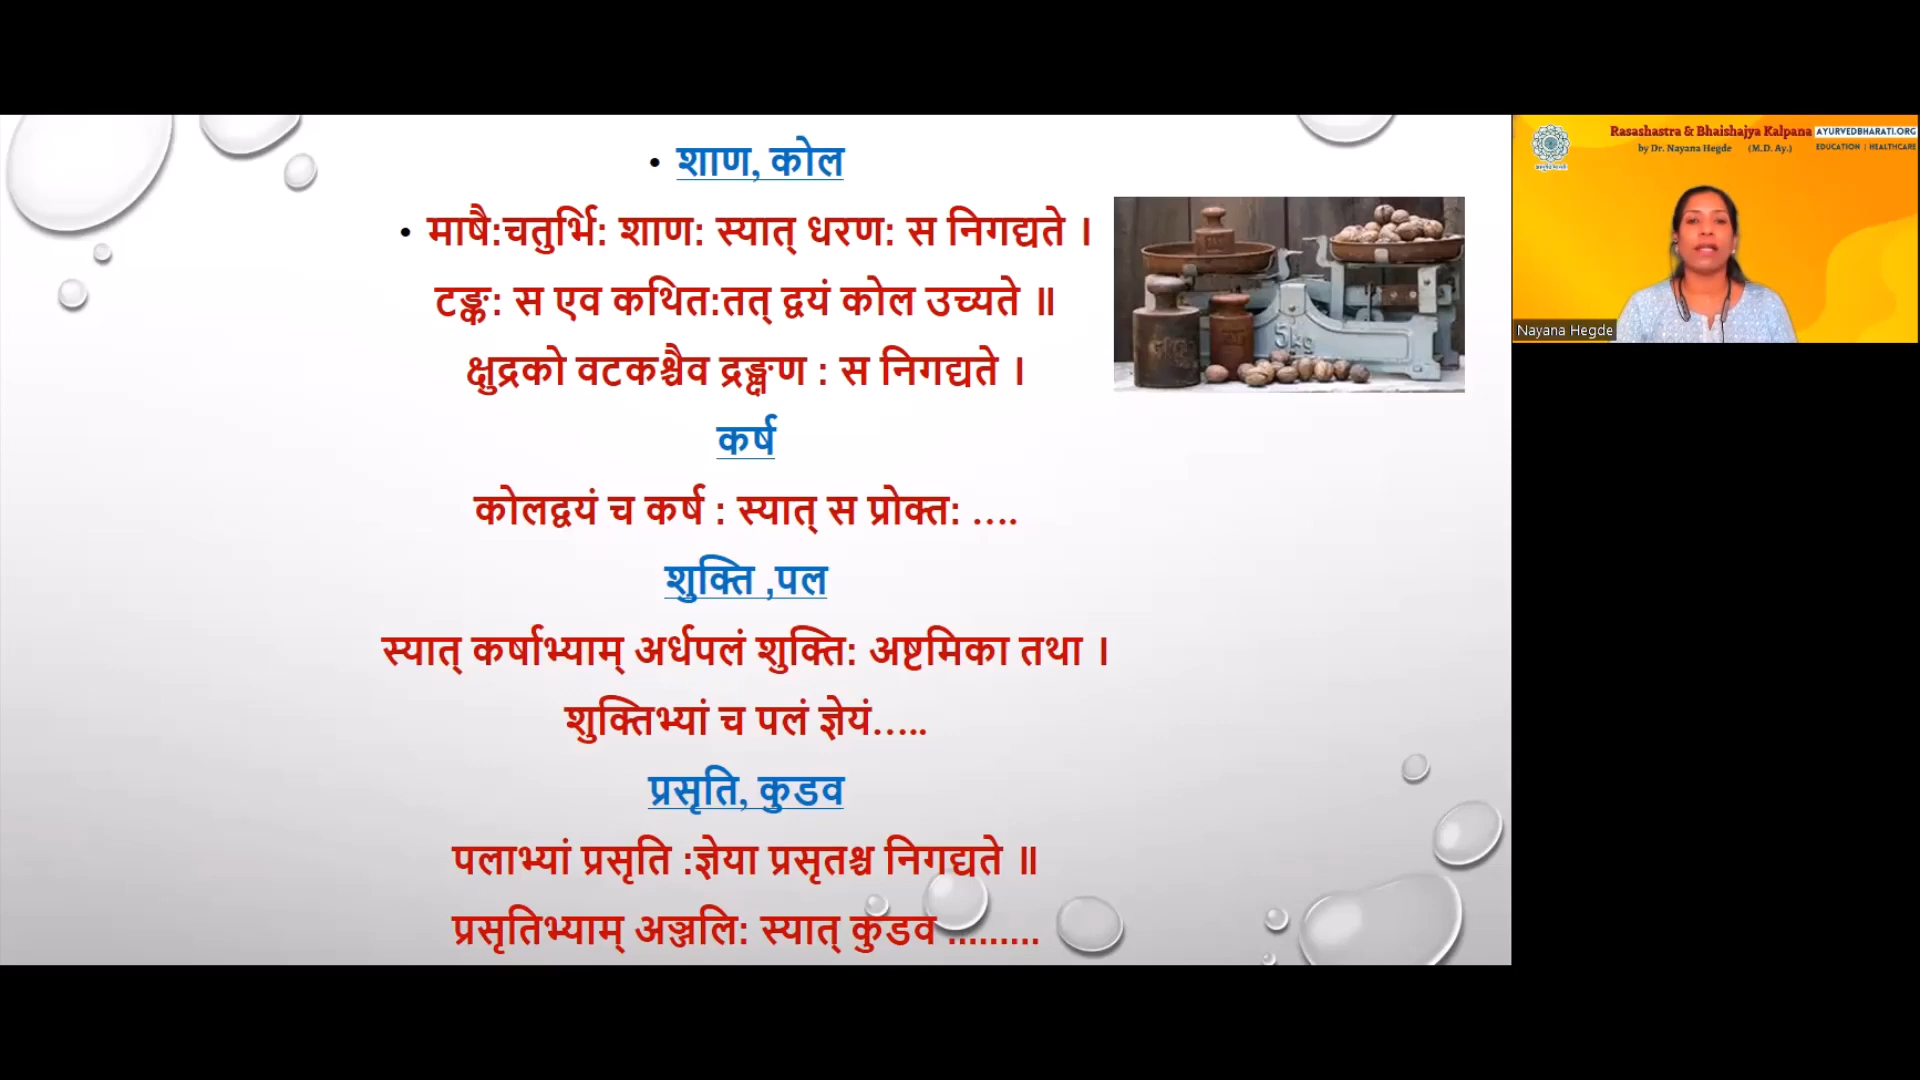 • शाण, कोल
• माषै:चतुर्भि: शाण: स्यात् धरण: स निगद्यते ।
टङ्क: स एव कथित:तत् द्वयं कोल उच्यते ॥
क्षुद्रको वटकश्चैव द्रङ्क्षण : स निगद्यते ।
कर्ष
कोलद्वयं च कर्ष : स्यात् स प्रोक्त: ….
शुक्ति ,पल
स्यात् कर्षाभ्याम् अर्धपलं शुक्ति: अष्टमिका तथा ।
शुक्तिभ्यां च पलं ज्ञेयं…..
प्रसृति, कुडव
पलाभ्यां प्रसृति :ज्ञेया प्रसृतश्च निगद्यते ॥
प्रसृतिभ्याम् अञ्जलि: स्यात् कुडव .........
5kg
Rasashastra & Bhaishajya Kalpana
by Dr. Nayana Hegde (M.D. Ay.)
AYURVEDBHARATI.ORG
EDUCATION | HEALTHCARE
Nayana Hegde